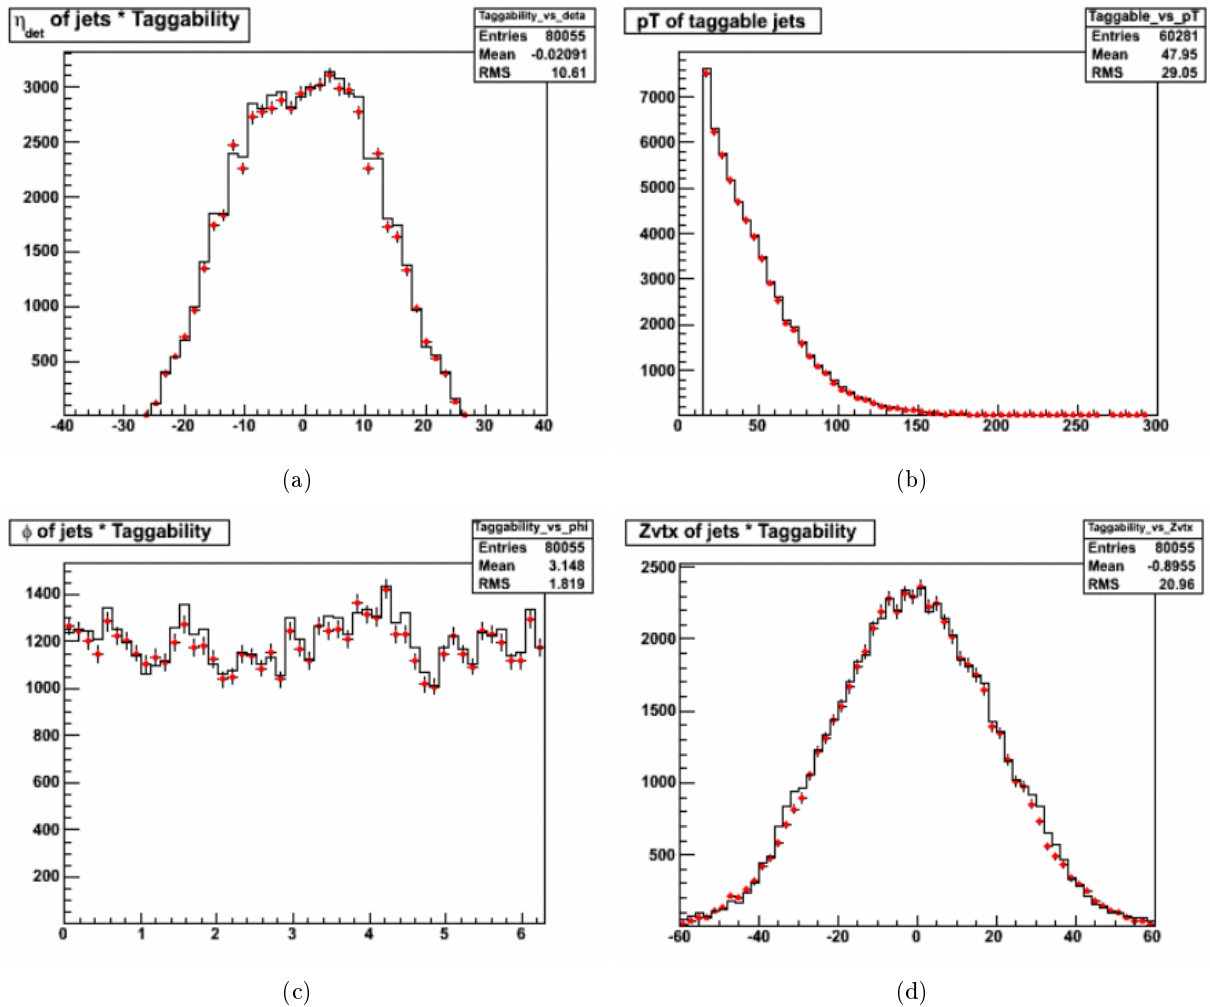 η_det of jets * Taggability
Taggability_vs_deta
Entries 80055
Mean -0.02091
RMS 10.61
3000
2500
2000
1500
1000
500
-40 -30 -20 -10 0 10 20 30 40
(a)
pT of taggable jets
Taggable_vs_pT
Entries 60281
Mean 47.95
RMS 29.05
7000
6000
5000
4000
3000
2000
1000
0 50 100 150 200 250 300
(b)
ϕ of jets * Taggability
Taggability_vs_phi
Entries 80055
Mean 3.148
RMS 1.819
1400
1200
1000
800
600
400
200
0 1 2 3 4 5 6
(c)
Zvtx of jets * Taggability
Taggability_vs_Zvtx
Entries 80055
Mean -0.8955
RMS 20.96
2500
2000
1500
1000
500
-60 -40 -20 0 20 40 60
(d)